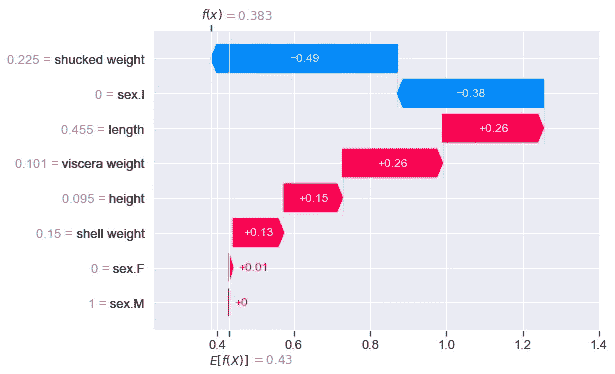 f(x) = 0.383
0.225 = shucked weight
−0.49
0 = sex.I
−0.38
0.455 = length
+0.26
0.101 = viscera weight
+0.26
0.095 = height
+0.15
0.15 = shell weight
+0.13
0 = sex.F
+0.01
1 = sex.M
+0
0.4 0.6 0.8 1.0 1.2 1.4
E[f(X)] = 0.43